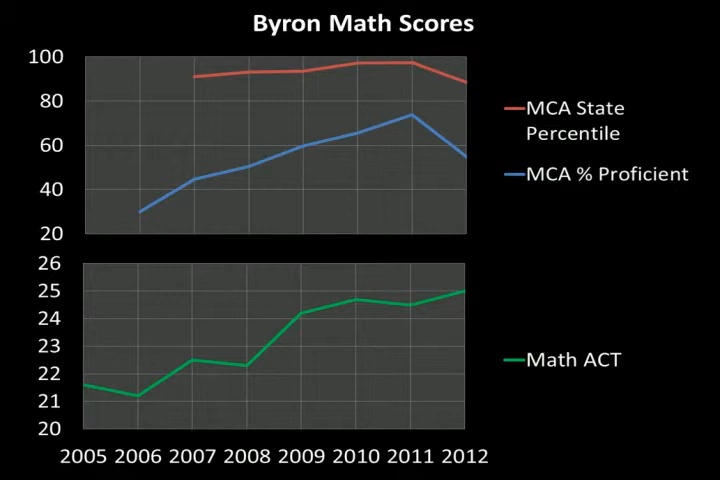 Byron Math Scores
100
80
60
40
20
MCA State
Percentile
MCA % Proficient
26
25
24
23
22
21
20
Math ACT
2005 2006 2007 2008 2009 2010 2011 2012